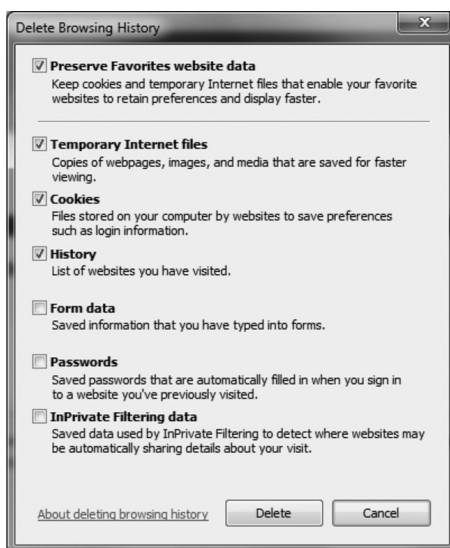 Delete Browsing History
Preserve Favorites website data
Keep cookies and temporary Internet files that enable your favorite
websites to retain preferences and display faster.
Temporary Internet files
Copies of webpages, images, and media that are saved for faster
viewing.
Cookies
Files stored on your computer by websites to save preferences
such as login information.
History
List of websites you have visited.
Form data
Saved information that you have typed into forms.
Passwords
Saved passwords that are automatically filled in when you sign in
to a website you've previously visited.
InPrivate Filtering data
Saved data used by InPrivate Filtering to detect where websites may
be automatically sharing details about your visit.
About deleting browsing history Delete Cancel